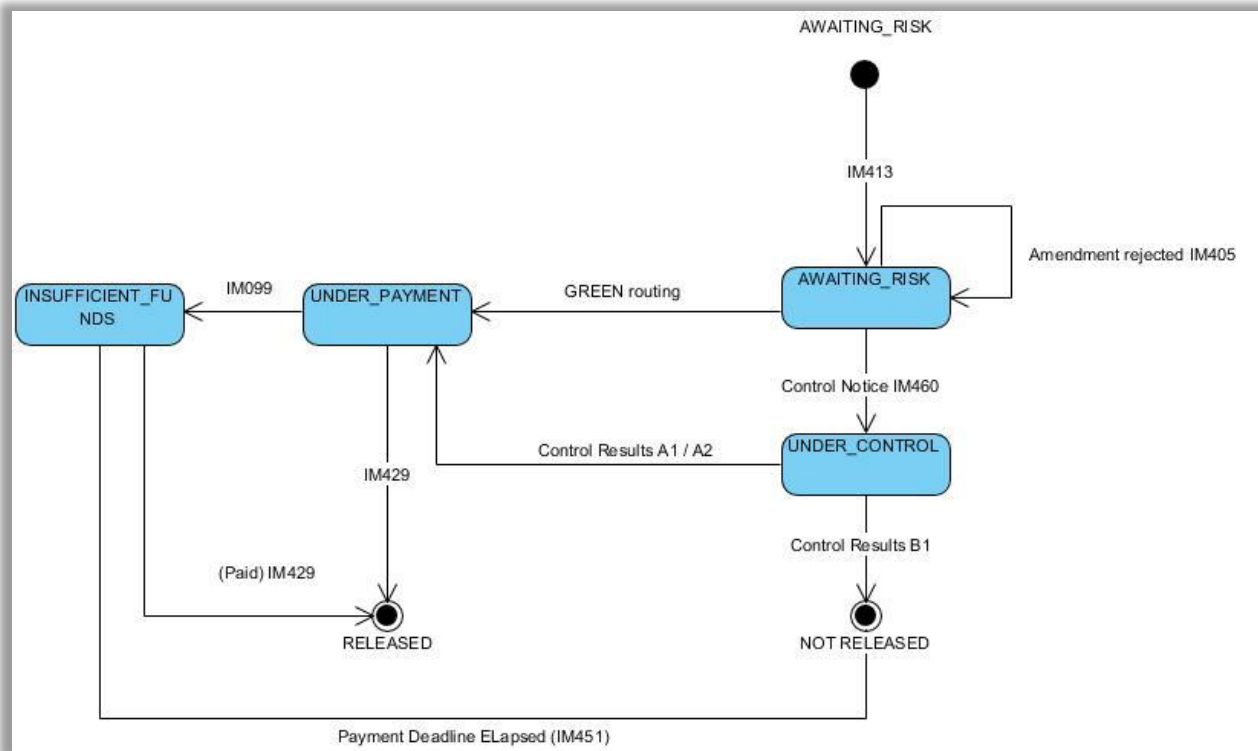 AWAITING_RISK
IM413
Amendment rejected IM405
AWAITING_RISK
GREEN routing
IM099
UNDER_PAYMENT
INSUFFICIENT_FU
NDS
Control Notice IM460
UNDER_CONTROL
Control Results A1 / A2
IM429
Control Results B1
(Paid) IM429
RELEASED
NOT RELEASED
Payment Deadline ELapsed (IM451)